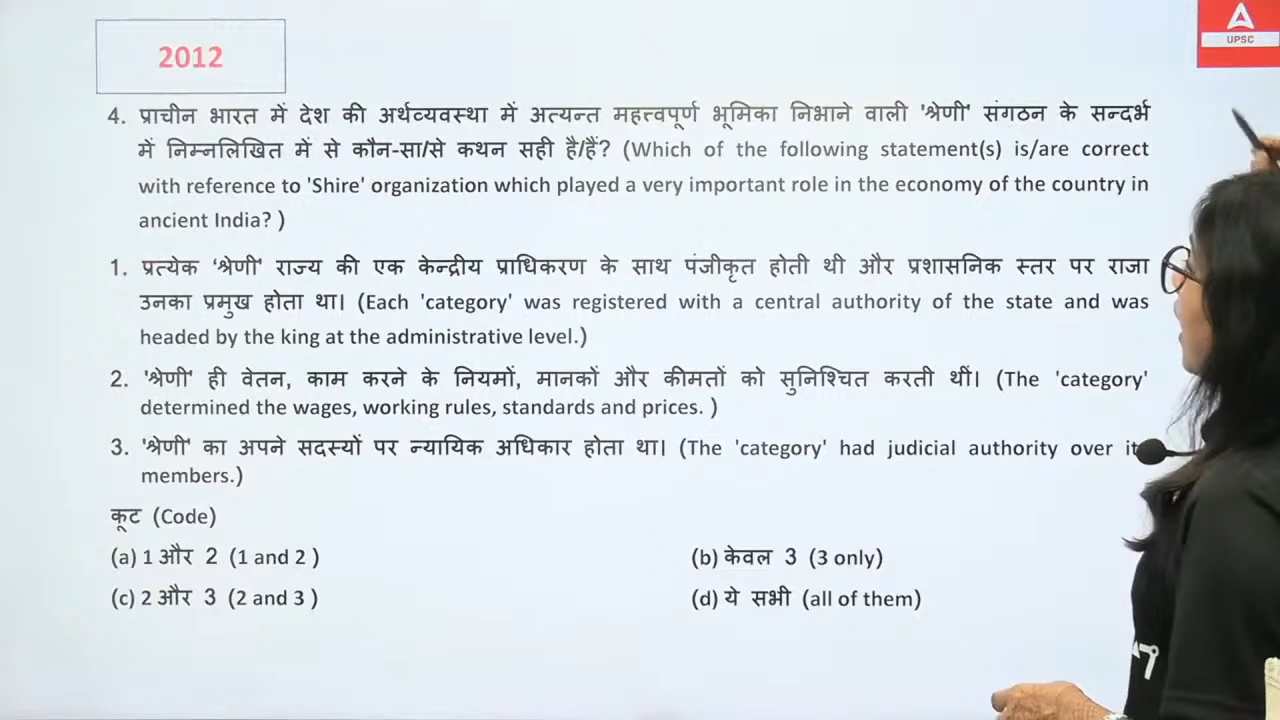 2012
UPSC
4. प्राचीन भारत में देश की अर्थव्यवस्था में अत्यन्त महत्त्वपूर्ण भूमिका निभाने वाली 'श्रेणी' संगठन के सन्दर्भ
में निम्नलिखित में से कौन-सा/से कथन सही है/हैं? (Which of the following statement(s) is/are correct
with reference to 'Shire' organization which played a very important role in the economy of the country in
ancient India? )
1. प्रत्येक 'श्रेणी' राज्य की एक केन्द्रीय प्राधिकरण के साथ पंजीकृत होती थी और प्रशासनिक स्तर पर राजा
उनका प्रमुख होता था। (Each 'category' was registered with a central authority of the state and was
headed by the king at the administrative level.)
2. 'श्रेणी' ही वेतन, काम करने के नियमों, मानकों और कीमतों को सुनिश्चित करती थीं। (The 'category'
determined the wages, working rules, standards and prices. )
3. 'श्रेणी' का अपने सदस्यों पर न्यायिक अधिकार होता था। (The 'category' had judicial authority over
members.)
कूट (Code)
(a) 1 और 2 (1 and 2 )
(b) केवल 3 (3 only)
(c) 2 और 3 (2 and 3 )
(d) ये सभी (all of them)